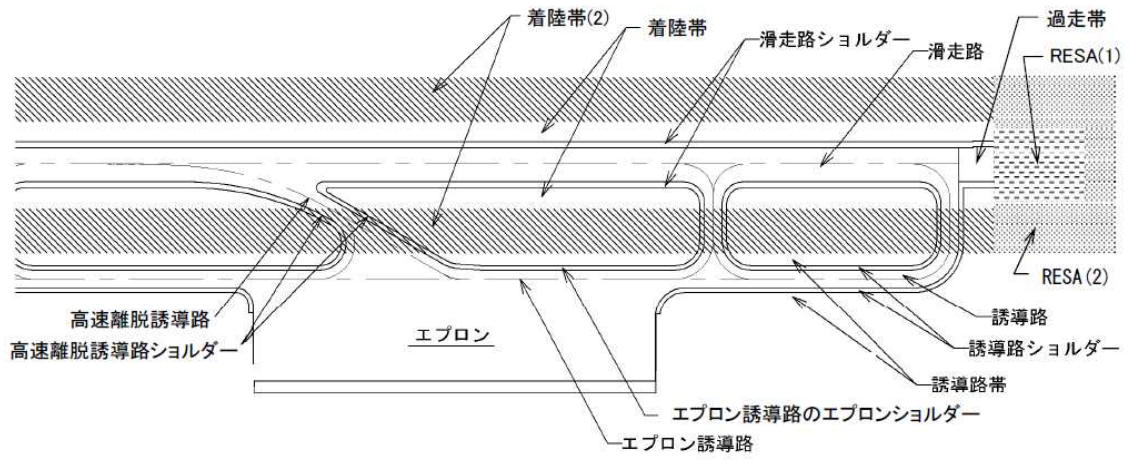 着陸帯(2)
着陸帯
滑走路ショルダー
滑走路
過走帯
RESA(1)
RESA(2)
高速離脱誘導路
高速離脱誘導路ショルダー
エプロン
誘導路
誘導路ショルダー
誘導路帯
エプロン誘導路のエプロンショルダー
エプロン誘導路